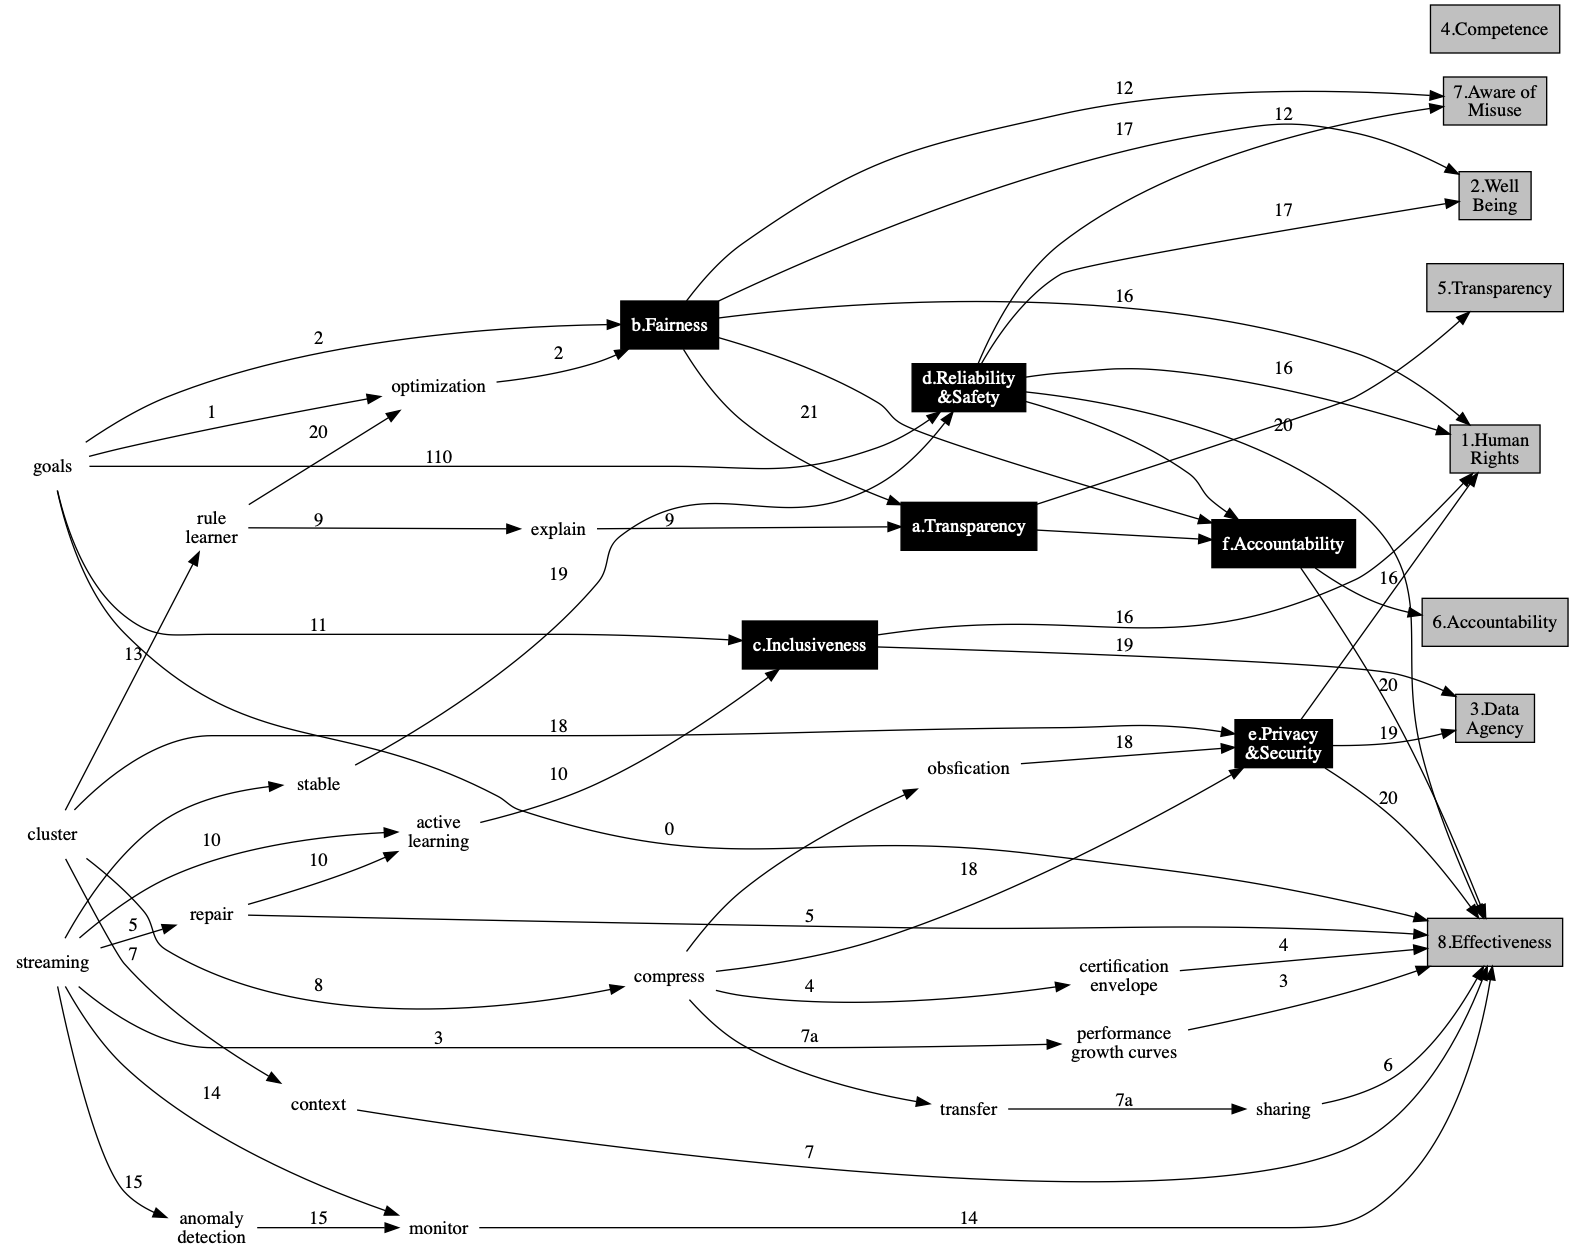 4.Competence
12
7.Aware of
Misuse
12
17
2.Well
Being
17
5.Transparency
16
b.Fairness
2
2
optimization
1
16
d.Reliability
&Safety
21
20
20
110
goals
1.Human
Rights
rule
learner
9
explain
9
a.Transparency
f.Accountability
19
16
11
16
6.Accountability
c.Inclusiveness
19
13
20
18
3.Data
Agency
e.Privacy
&Security
19
18
obsfication
stable
10
20
cluster
active
learning
0
10
10
18
repair
5
5
7
streaming
4
8.Effectiveness
compress
certification
envelope
8
4
3
3
7a
performance
growth curves
6
14
context
transfer
7a
sharing
7
15
anomaly
detection
15
monitor
14